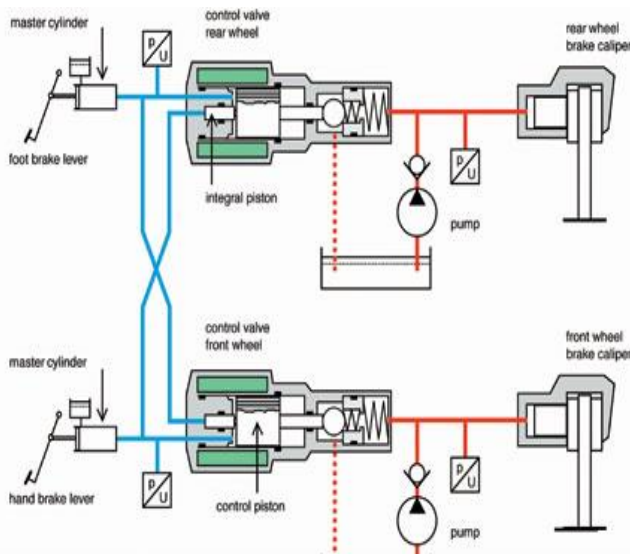 master cylinder
control valve
rear wheel
rear wheel
brake caliper
P
U
foot brake lever
integral piston
P
U
pump
master cylinder
control valve
front wheel
front wheel
brake caliper
P
U
P
U
hand brake lever
control piston
pump